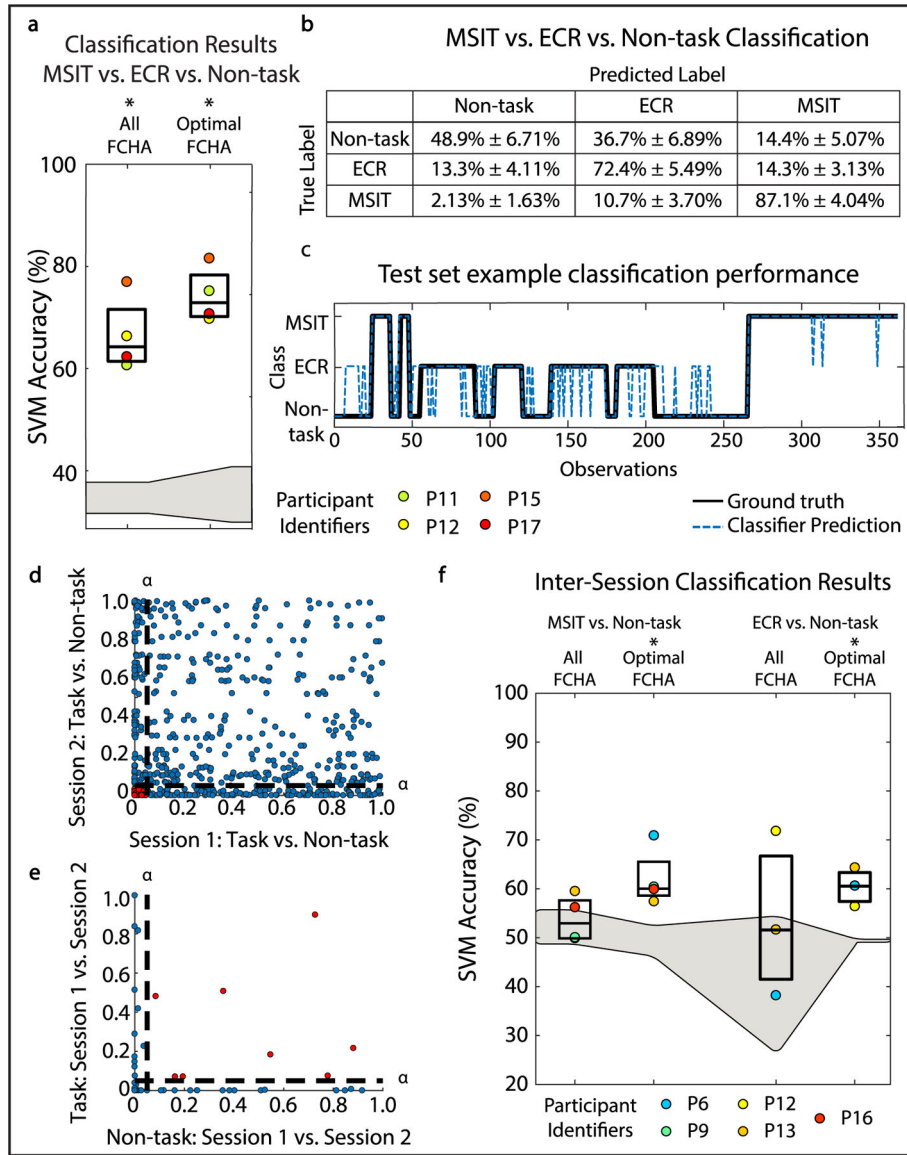 a
Classification Results
MSIT vs. ECR vs. Non-task
* *
All Optimal
FCHA FCHA
SVM Accuracy (%)
100
80
60
40
Participant P11 P15
Identifiers P12 P17
b
MSIT vs. ECR vs. Non-task Classification
Predicted Label
True Label
Non-task ECR MSIT
Non-task 48.9% ± 6.71% 36.7% ± 6.89% 14.4% ± 5.07%
ECR 13.3% ± 4.11% 72.4% ± 5.49% 14.3% ± 3.13%
MSIT 2.13% ± 1.63% 10.7% ± 3.70% 87.1% ± 4.04%
c
Test set example classification performance
Class
MSIT
ECR
Non-
task
0 50 100 150 200 250 300 350
Observations
Ground truth
Classifier Prediction
d
α
Session 2: Task vs. Non-task
1.0
0.8
0.6
0.4
0.2
0
α
0.2 0.4 0.6 0.8 1.0
Session 1: Task vs. Non-task
e
α
Task: Session 1 vs. Session 2
1.0
0.8
0.6
0.4
0.2
0
α
0 0.2 0.4 0.6 0.8 1.0
Non-task: Session 1 vs. Session 2
f
Inter-Session Classification Results
MSIT vs. Non-task ECR vs. Non-task
* *
All Optimal All Optimal
FCHA FCHA FCHA FCHA
SVM Accuracy (%)
100
90
80
70
60
50
40
30
20
Participant P6 P12 P16
Identifiers P9 P13